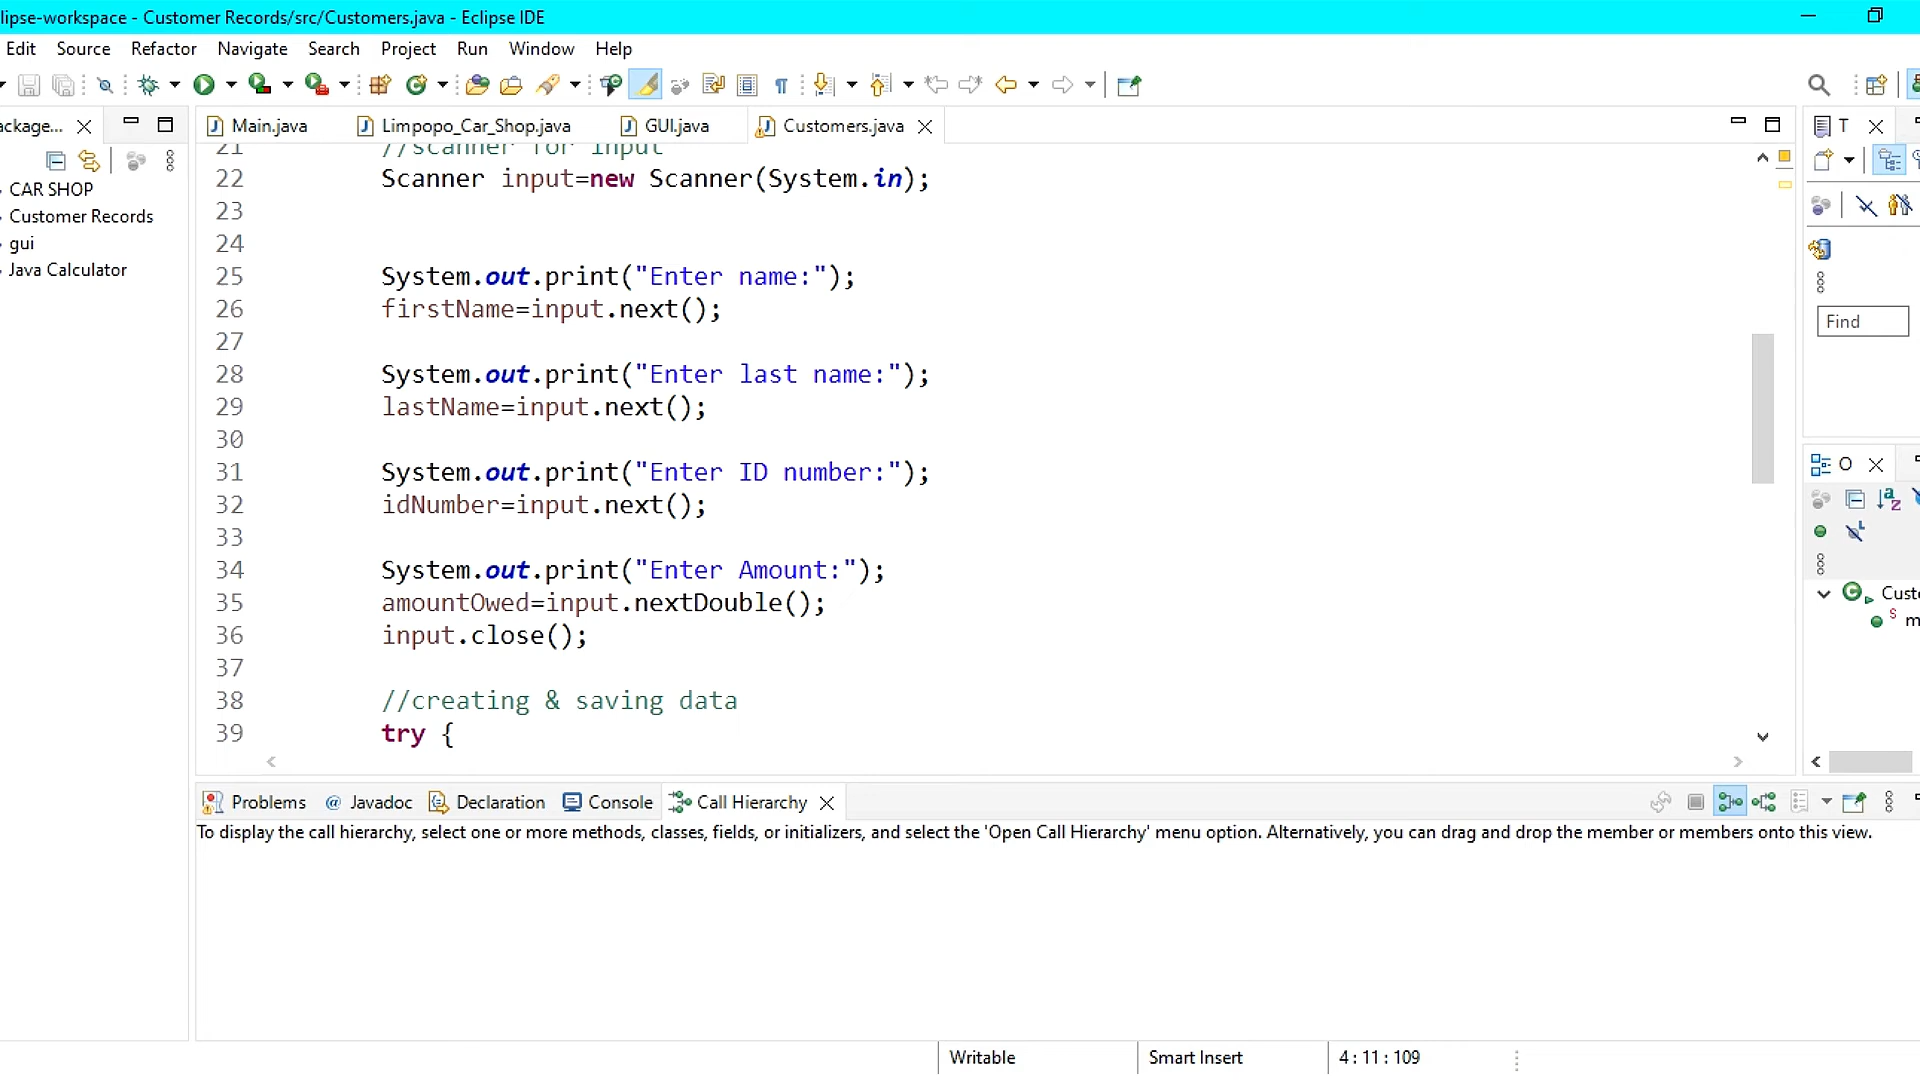 lipse-workspace - Customer Records/src/Customers.java - Eclipse IDE
Edit Source Refactor Navigate Search Project Run Window Help
ackage...
Main.java Limpopo_Car_Shop.java GUI.java Customers.java
T
CAR SHOP
Customer Records
gui
Java Calculator
21 //scanner for input
22 Scanner input=new Scanner(System.in);
23
24
25 System.out.print("Enter name:");
26 firstName=input.next();
27
28 System.out.print("Enter last name:");
29 lastName=input.next();
30
31 System.out.print("Enter ID number:");
32 idNumber=input.next();
33
34 System.out.print("Enter Amount:");
35 amountOwed=input.nextDouble();
36 input.close();
37
38 //creating & saving data
39 try {
Find
O
Custo
S m
Problems @ Javadoc Declaration Console Call Hierarchy
To display the call hierarchy, select one or more methods, classes, fields, or initializers, and select the 'Open Call Hierarchy' menu option. Alternatively, you can drag and drop the member or members onto this view.
Writable Smart Insert 4 : 11 : 109